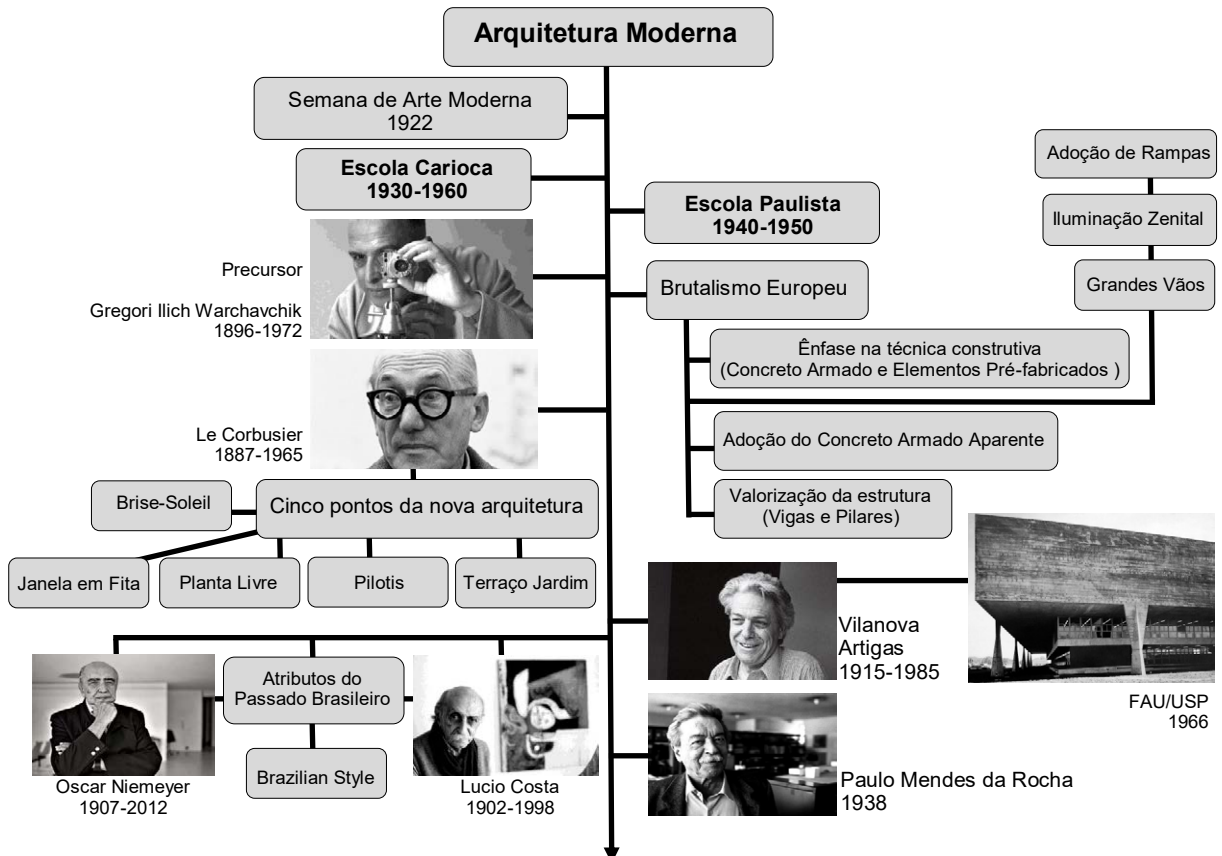 Arquitetura Moderna
Semana de Arte Moderna
1922
Escola Carioca
1930-1960
Precursor
Gregori Ilich Warchavchik
1896-1972
Le Corbusier
1887-1965
Brise-Soleil
Cinco pontos da nova arquitetura
Janela em Fita
Planta Livre
Pilotis
Terraço Jardim
Atributos do
Passado Brasileiro
Brazilian Style
Oscar Niemeyer
1907-2012
Lucio Costa
1902-1998
Escola Paulista
1940-1950
Brutalismo Europeu
Adoção de Rampas
Iluminação Zenital
Grandes Vãos
Ênfase na técnica construtiva
(Concreto Armado e Elementos Pré-fabricados )
Adoção do Concreto Armado Aparente
Valorização da estrutura
(Vigas e Pilares)
Vilanova
Artigas
1915-1985
FAU/USP
1966
Paulo Mendes da Rocha
1938